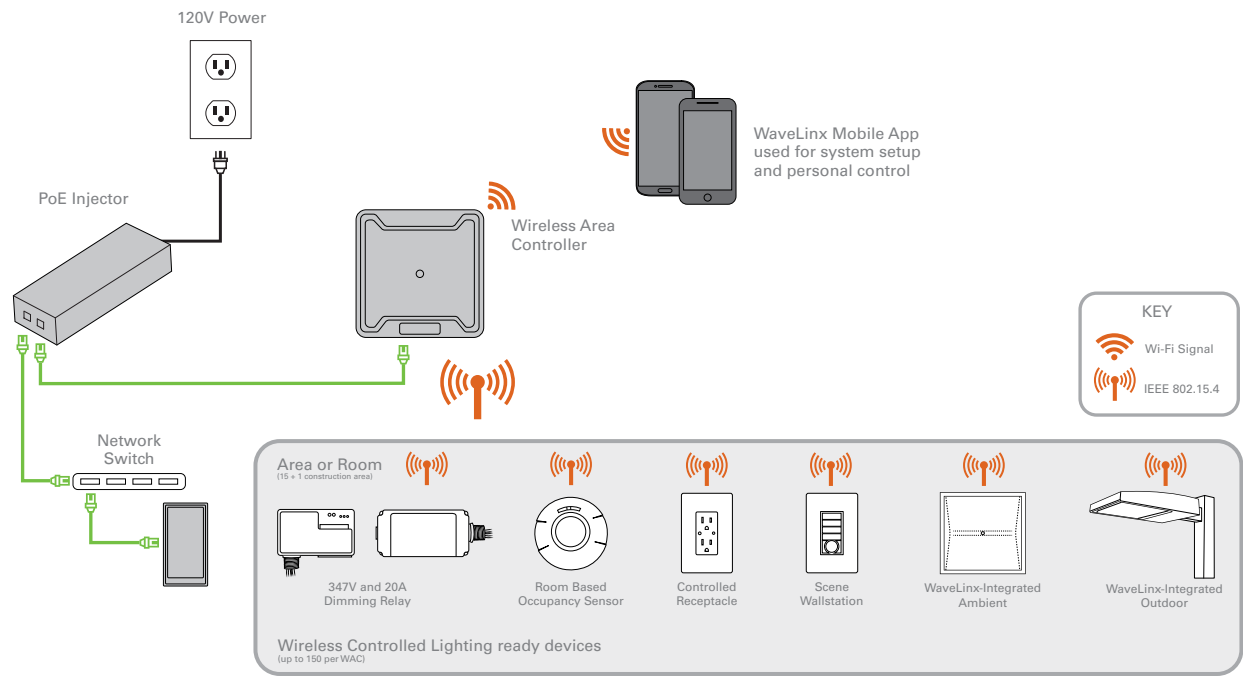 120V Power
PoE Injector
Wireless Area
Controller
WaveLinx Mobile App
used for system setup
and personal control
KEY
Wi-Fi Signal
IEEE 802.15.4
Network
Switch
Area or Room
(15 + 1 construction area)
347V and 20A
Dimming Relay
Room Based
Occupancy Sensor
Controlled
Receptacle
Scene
Wallstation
WaveLinx-Integrated
Ambient
WaveLinx-Integrated
Outdoor
Wireless Controlled Lighting ready devices
(up to 150 per WAC)